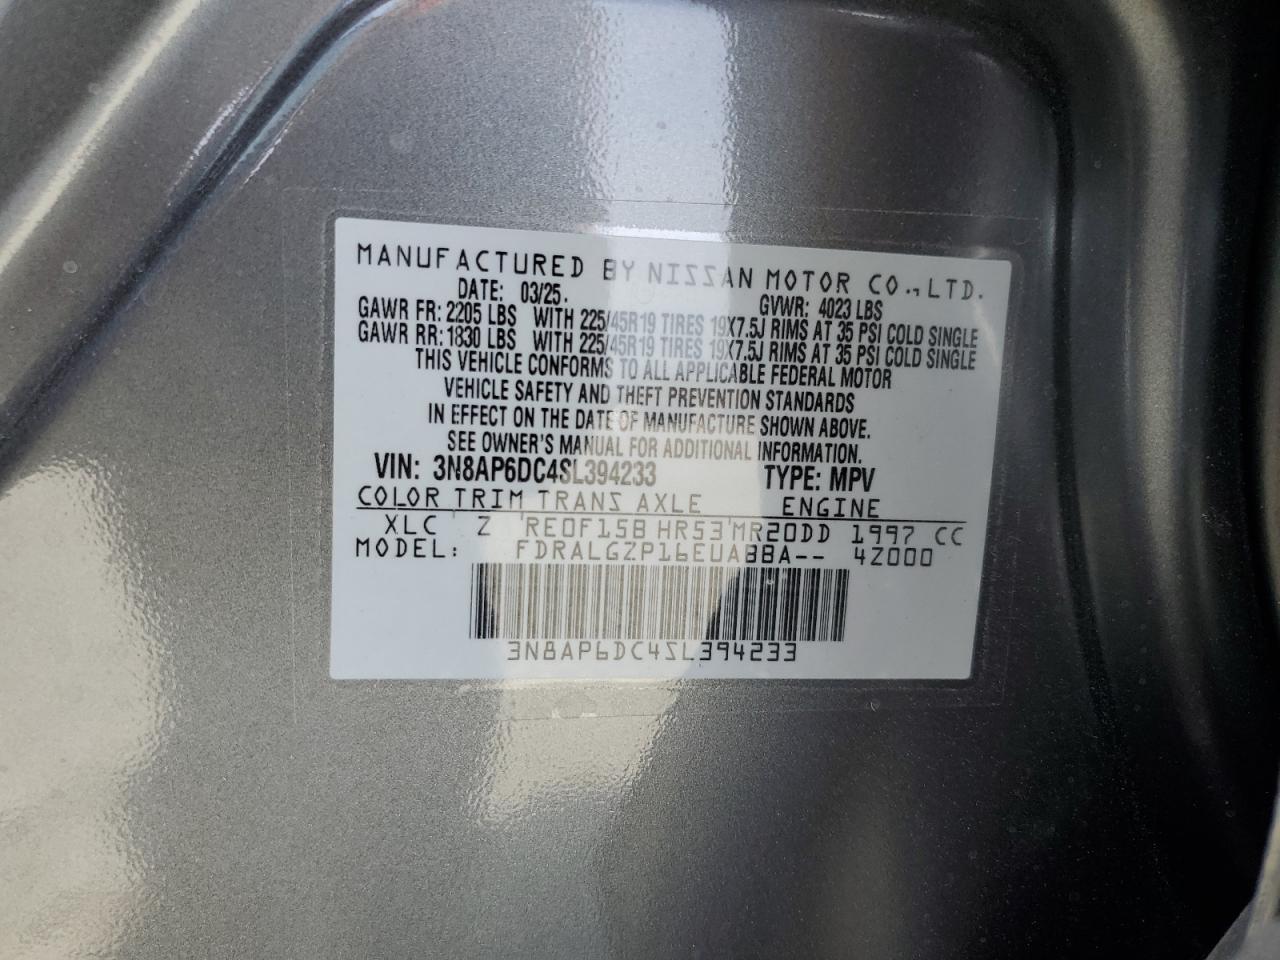 MANUFACTURED BY NISSAN MOTOR CO.,LTD.
DATE: 03/25. GVWR: 4023 LBS
GAWR FR: 2205 LBS WITH 225/45R19 TIRES 19X7.5J RIMS AT 35 PSI COLD SINGLE
GAWR RR: 1830 LBS WITH 225/45R19 TIRES 19X7.5J RIMS AT 35 PSI COLD SINGLE
THIS VEHICLE CONFORMS TO ALL APPLICABLE FEDERAL MOTOR
VEHICLE SAFETY AND THEFT PREVENTION STANDARDS
IN EFFECT ON THE DATE OF MANUFACTURE SHOWN ABOVE.
SEE OWNER'S MANUAL FOR ADDITIONAL INFORMATION.
VIN: 3N8AP6DC4SL394233 TYPE: MPV
COLOR TRIM TRANS AXLE ENGINE
XLC Z RE0F15B HR53 MR20DD 1997 CC
MODEL: FDRALGZP16EUABBA-- 4Z000
3N8AP6DC4SL394233